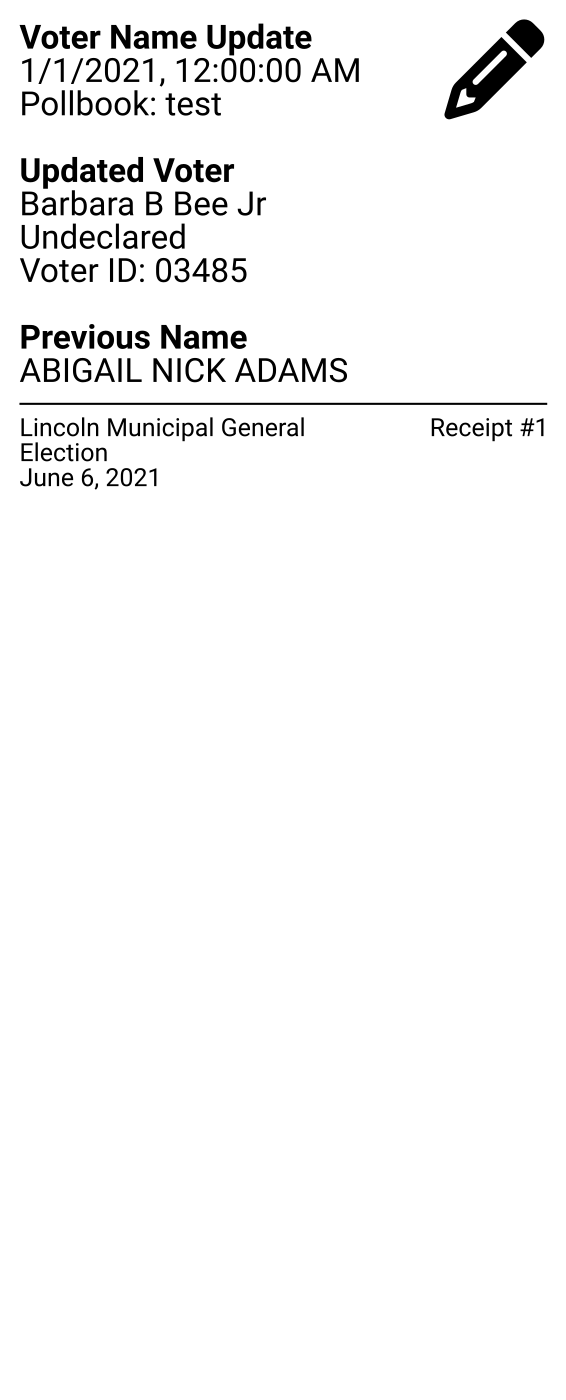 Voter Name Update
1/1/2021, 12:00:00 AM
Pollbook: test
Updated Voter
Barbara B Bee Jr
Undeclared
Voter ID: 03485
Previous Name
ABIGAIL NICK ADAMS
Lincoln Municipal General
Election
June 6, 2021
Receipt #1